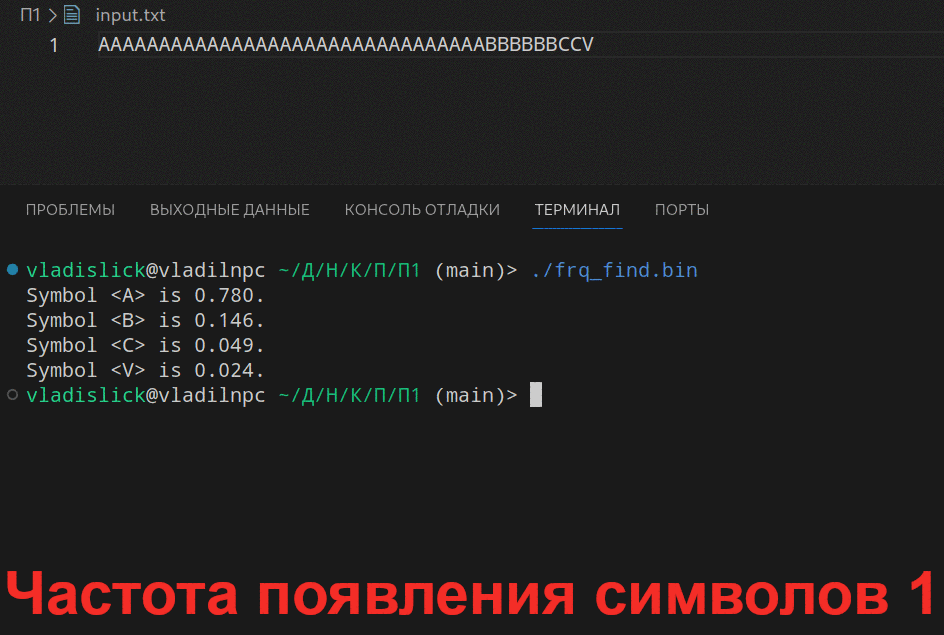 П1 > input.txt
1 AAAAAAAAAAAAAAAAAAAAAAAAAAAAAAAABBBBBBCCV
ПРОБЛЕМЫ ВЫХОДНЫЕ ДАННЫЕ КОНСОЛЬ ОТЛАДКИ ТЕРМИНАЛ ПОРТЫ
vladislick@vladilnpc ~/Д/Н/К/П/П1 (main)> ./frq_find.bin
Symbol <A> is 0.780.
Symbol <B> is 0.146.
Symbol <C> is 0.049.
Symbol <V> is 0.024.
vladislick@vladilnpc ~/Д/Н/К/П/П1 (main)>
Частота появления символов 1